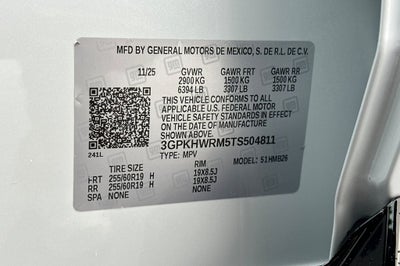 MFD BY GENERAL MOTORS DE MEXICO, S. DE R.L. DE C.V.
11/25 GVWR GAWR FRT GAWR RR
2900 KG 1500 KG 1500 KG
6394 LB 3307 LB 3307 LB
THIS VEHICLE CONFORMS TO ALL
APPLICABLE U.S. FEDERAL MOTOR
VEHICLE SAFETY AND THEFT PREVENTION
STANDARDS IN EFFECT ON THE DATE OF
MANUFACTURE SHOWN ABOVE.
3GPKHWRM5TS504811
241L TYPE: MPV MODEL: 51HMB26
TIRE SIZE RIM
FRT 255/60R19 H 19X8.5J
RR 255/60R19 H 19X8.5J
SPA NONE NONE